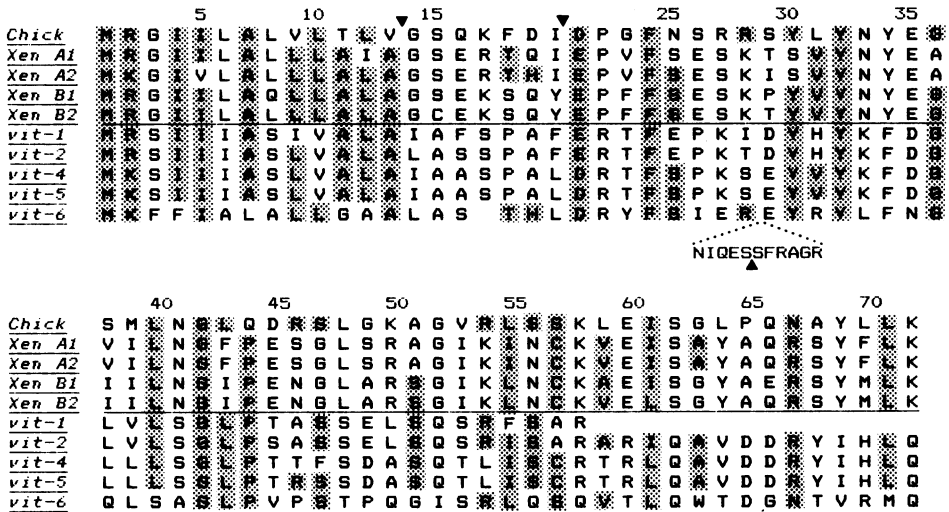 5 10 15 25 30 35
Chick M R G I I L A L V L T L V G S Q K F D I D P G F N S R R S Y L Y N Y E G
Xen A1 M R G I I L A L L L A I A G S E R T Q I E P V F S E S K T S V Y N Y E A
Xen A2 M K G I V L A L L L A L A G S E R T H I E P V F S E S K I S V Y N Y E A
Xen B1 M R G I I L A Q L L A L A G S E K S Q Y E P F F S E S K P Y V Y N Y E G
Xen B2 M R G I I L A L L L A L A G C E K S Q Y E P F F S E S K T Y V Y N Y E G
vit-1 M R S I I I A S I V A L A I A F S P A F E R T F E P K I D Y H Y K F D G
vit-2 M R S I I I A S L V A L A L A S S P A F E R T F E P K T D Y H Y K F D G
vit-4 M K S I I I A S L V A L A I A A S P A L D R T F S P K S E Y V Y K F D G
vit-5 M K S I I I A S L V A L A I A A S P A L D R T F S P K S E Y V Y K F D G
vit-6 M K F F I A L A L L G A A L A S T H L D R Y F S I E R E Y R Y L F N G
NIQESSFRAGR
40 45 50 55 60 65 70
Chick S M L N G L Q D R S L G K A G V R L S S K L E I S G L P Q N A Y L L K
Xen A1 V I L N G F P E S G L S R A G I K I N C K V E I S A Y A Q R S Y F L K
Xen A2 V I L N G F P E S G L S R A G I K I N C K V E I S A Y A Q R S Y F L K
Xen B1 I I L N G I P E N G L A R S G I K L N C K A E I S G Y A E R S Y M L K
Xen B2 I I L N G I P E N G L A R S G I K L N C K V E L S G Y A Q R S Y M L K
vit-1 L V L S G L P T A S S E L S Q S R F S A R
vit-2 L V L S G L P S A S S E L S Q S R I S A R A R I Q A V D D R Y I H L Q
vit-4 L L L S G L P T T F S D A S Q T L I S C R T R L Q A V D D R Y I H L Q
vit-5 L L L S G L P T R S S D A S Q T L I S C R T R L Q A V D D R Y I H L Q
vit-6 Q L S A S L P V P S T P Q G I S R L Q S Q V T L Q W T D G N T V R M Q